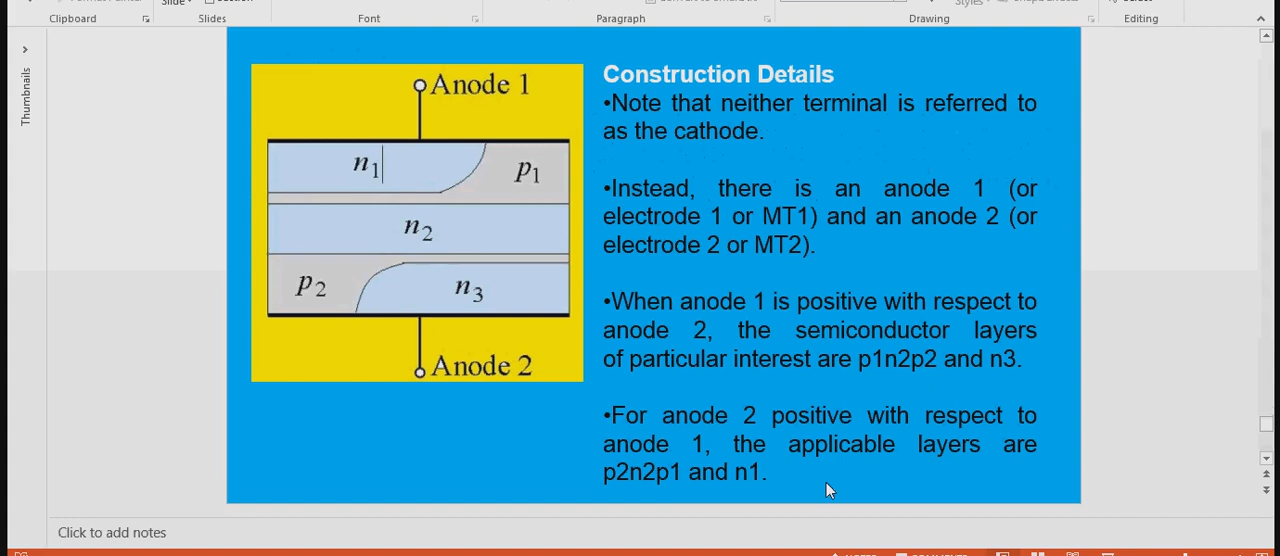 Clipboard
Slides
Font
Paragraph
Drawing
Editing
Thumbnails
Anode 1
n1
p1
n2
p2
n3
Anode 2
Construction Details
•Note that neither terminal is referred to
as the cathode.
•Instead, there is an anode 1 (or
electrode 1 or MT1) and an anode 2 (or
electrode 2 or MT2).
•When anode 1 is positive with respect to
anode 2, the semiconductor layers
of particular interest are p1n2p2 and n3.
•For anode 2 positive with respect to
anode 1, the applicable layers are
p2n2p1 and n1.
Click to add notes